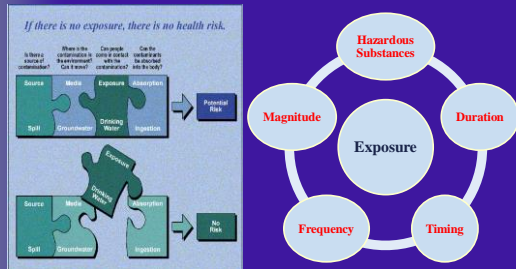 If there is no exposure, there is no health risk.
Is there a
source of
contamination?
Where is the
contamination in
the environment?
Can it move?
Can people
come in contact
with the
contamination?
Can the
contaminants
be absorbed
into the body?
Source
Media
Exposure
Absorption
Spill
Groundwater
Drinking
Water
Ingestion
Potential
Risk
Exposure
Drinking
Water
Source
Media
Absorption
Spill
Groundwater
Ingestion
No
Risk
Hazardous
Substances
Magnitude
Duration
Exposure
Frequency
Timing